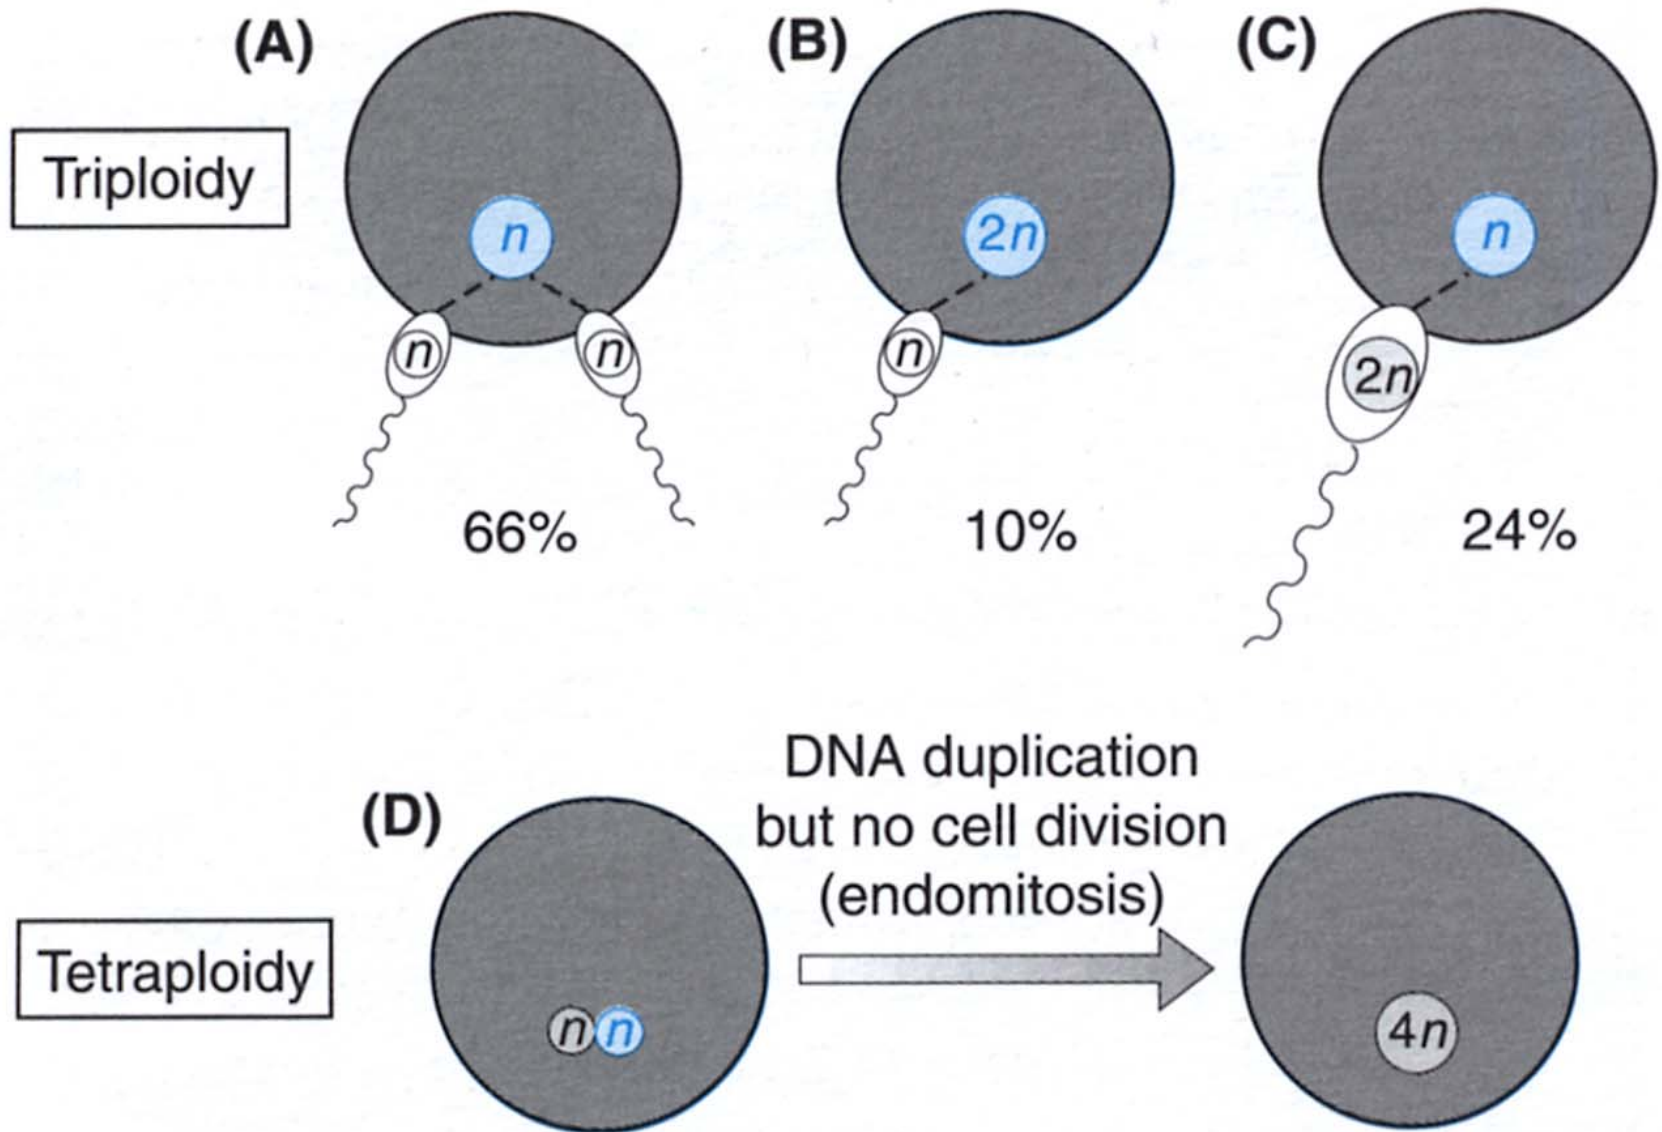 (A)
(B)
(C)
Triploidy
n
2n
n
n
n
n
2n
66%
10%
24%
DNA duplication
but no cell division
(endomitosis)
(D)
Tetraploidy
n n
4n